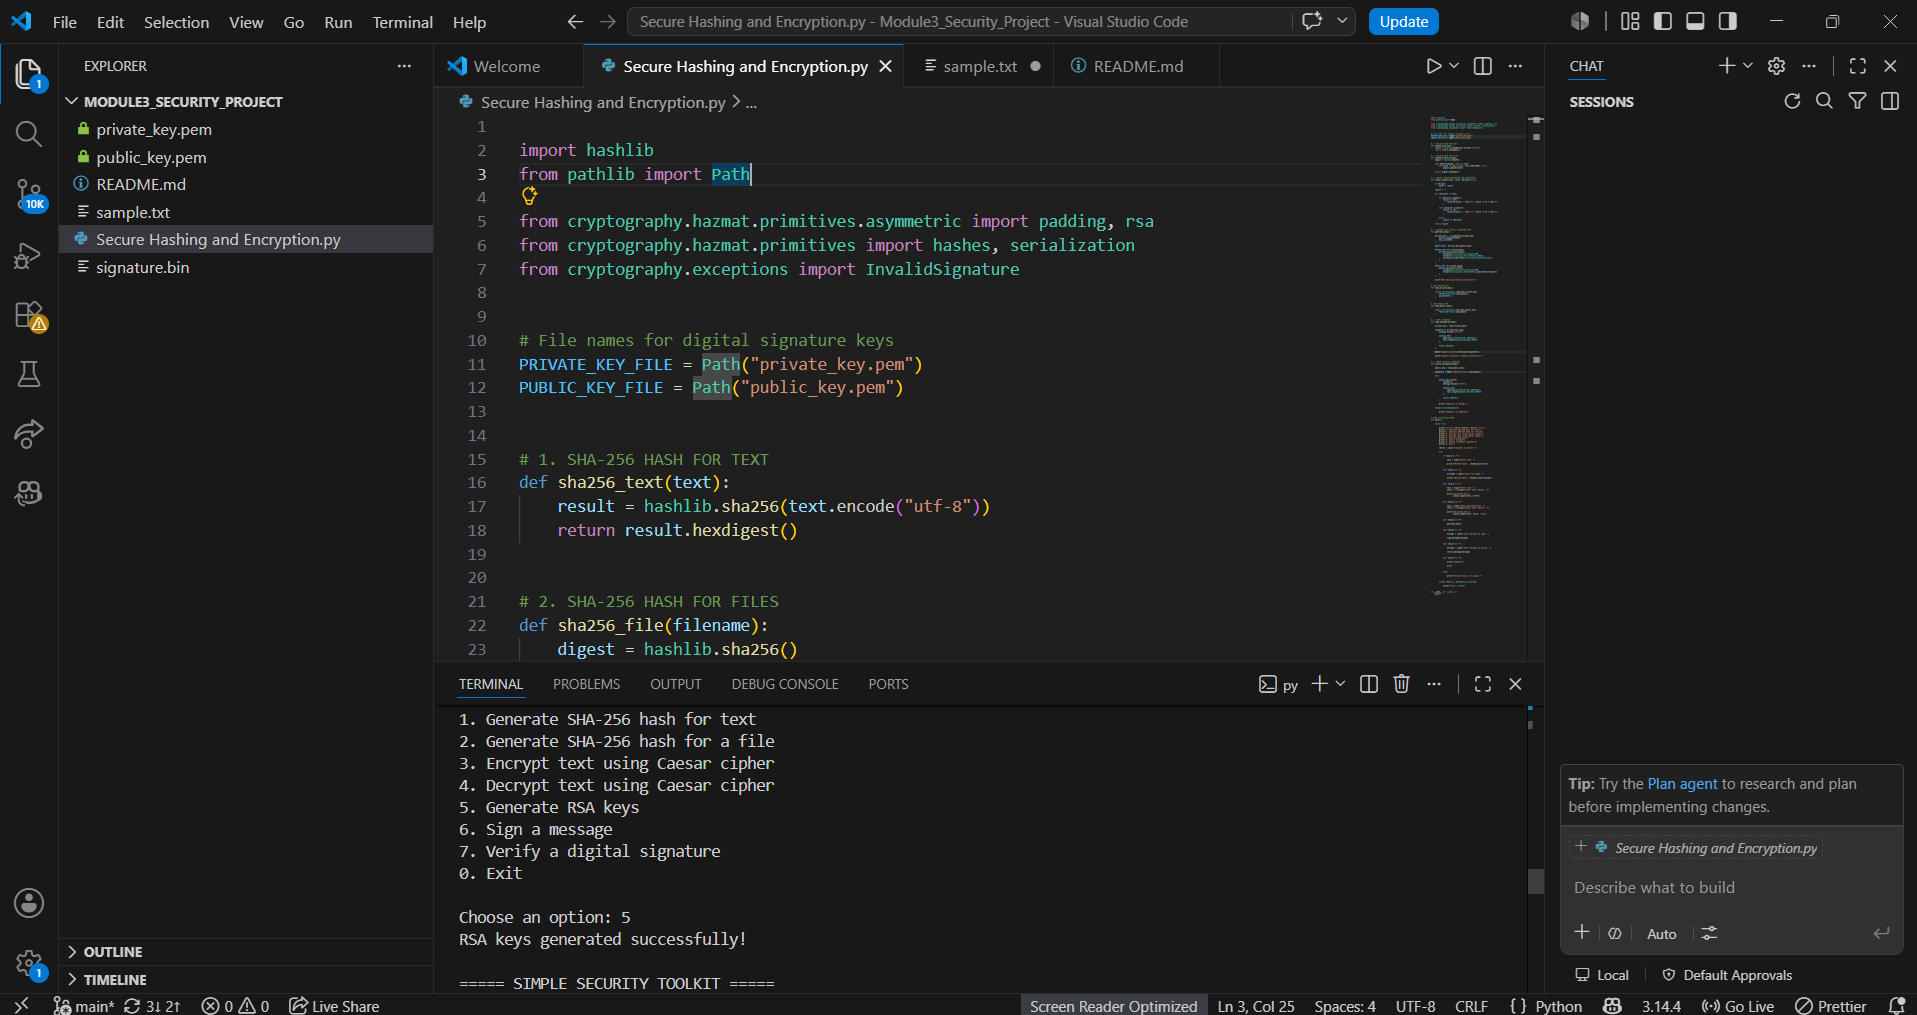 File Edit Selection View Go Run Terminal Help
Secure Hashing and Encryption.py - Module3_Security_Project - Visual Studio Code
Update
EXPLORER
MODULE3_SECURITY_PROJECT
private_key.pem
public_key.pem
README.md
sample.txt
Secure Hashing and Encryption.py
signature.bin
1
10K
OUTLINE
TIMELINE
1
Welcome
Secure Hashing and Encryption.py
sample.txt
README.md
Secure Hashing and Encryption.py > ...
1
2 import hashlib
3 from pathlib import Path
4
5 from cryptography.hazmat.primitives.asymmetric import padding, rsa
6 from cryptography.hazmat.primitives import hashes, serialization
7 from cryptography.exceptions import InvalidSignature
8
9
10 # File names for digital signature keys
11 PRIVATE_KEY_FILE = Path("private_key.pem")
12 PUBLIC_KEY_FILE = Path("public_key.pem")
13
14
15 # 1. SHA-256 HASH FOR TEXT
16 def sha256_text(text):
17 result = hashlib.sha256(text.encode("utf-8"))
18 return result.hexdigest()
19
20
21 # 2. SHA-256 HASH FOR FILES
22 def sha256_file(filename):
23 digest = hashlib.sha256()
TERMINAL PROBLEMS OUTPUT DEBUG CONSOLE PORTS
py
1. Generate SHA-256 hash for text
2. Generate SHA-256 hash for a file
3. Encrypt text using Caesar cipher
4. Decrypt text using Caesar cipher
5. Generate RSA keys
6. Sign a message
7. Verify a digital signature
0. Exit
Choose an option: 5
RSA keys generated successfully!
===== SIMPLE SECURITY TOOLKIT =====
CHAT
SESSIONS
Tip: Try the Plan agent to research and plan
before implementing changes.
Secure Hashing and Encryption.py
Describe what to build
Auto
Local
Default Approvals
main* 3↓ 2↑ 0 0 Live Share
Screen Reader Optimized Ln 3, Col 25 Spaces: 4 UTF-8 CRLF { } Python 3.14.4 Go Live Prettier